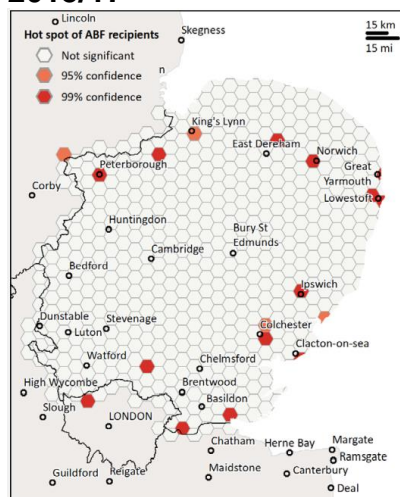 Lincoln
Skegness
15 km
15 mi
Hot spot of ABF recipients
Not significant
95% confidence
99% confidence
n
King's Lynn
East Dereham
Norwich
Peterborough
Great
Yarmouth
Corby
Lowestoft
Huntingdon
Bury St
Edmunds
Cambridge
Bedford
Ipswich
Dunstable
Stevenage
Luton
Colchester
Clacton-on-sea
Watford
Chelmsford
High Wycombe
Brentwood
Basildon
Slough
LONDON
Chatham
Herne Bay
Margate
Ramsgate
Guildford
Reigate
Maidstone
Canterbury
Deal